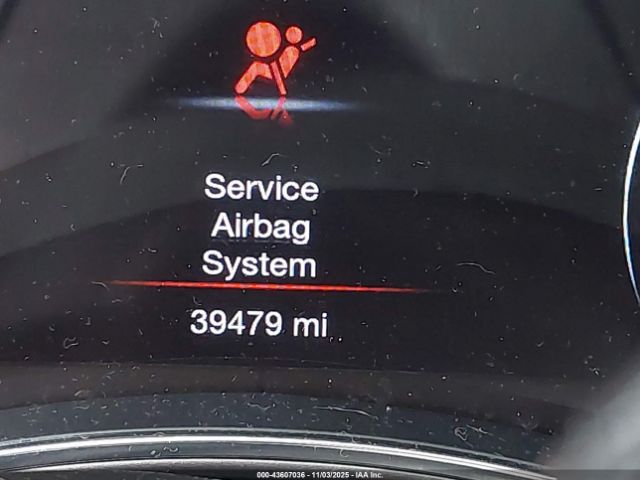 Service
Airbag
System
39479 mi
000-43607036 - 11/03/2025 - IAA Inc.